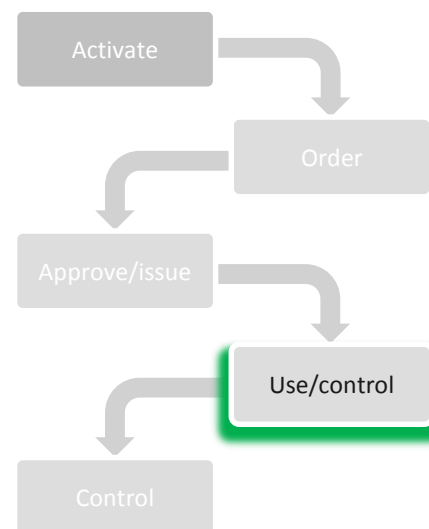 Activate
Order
Approve/issue
Use/control
Control